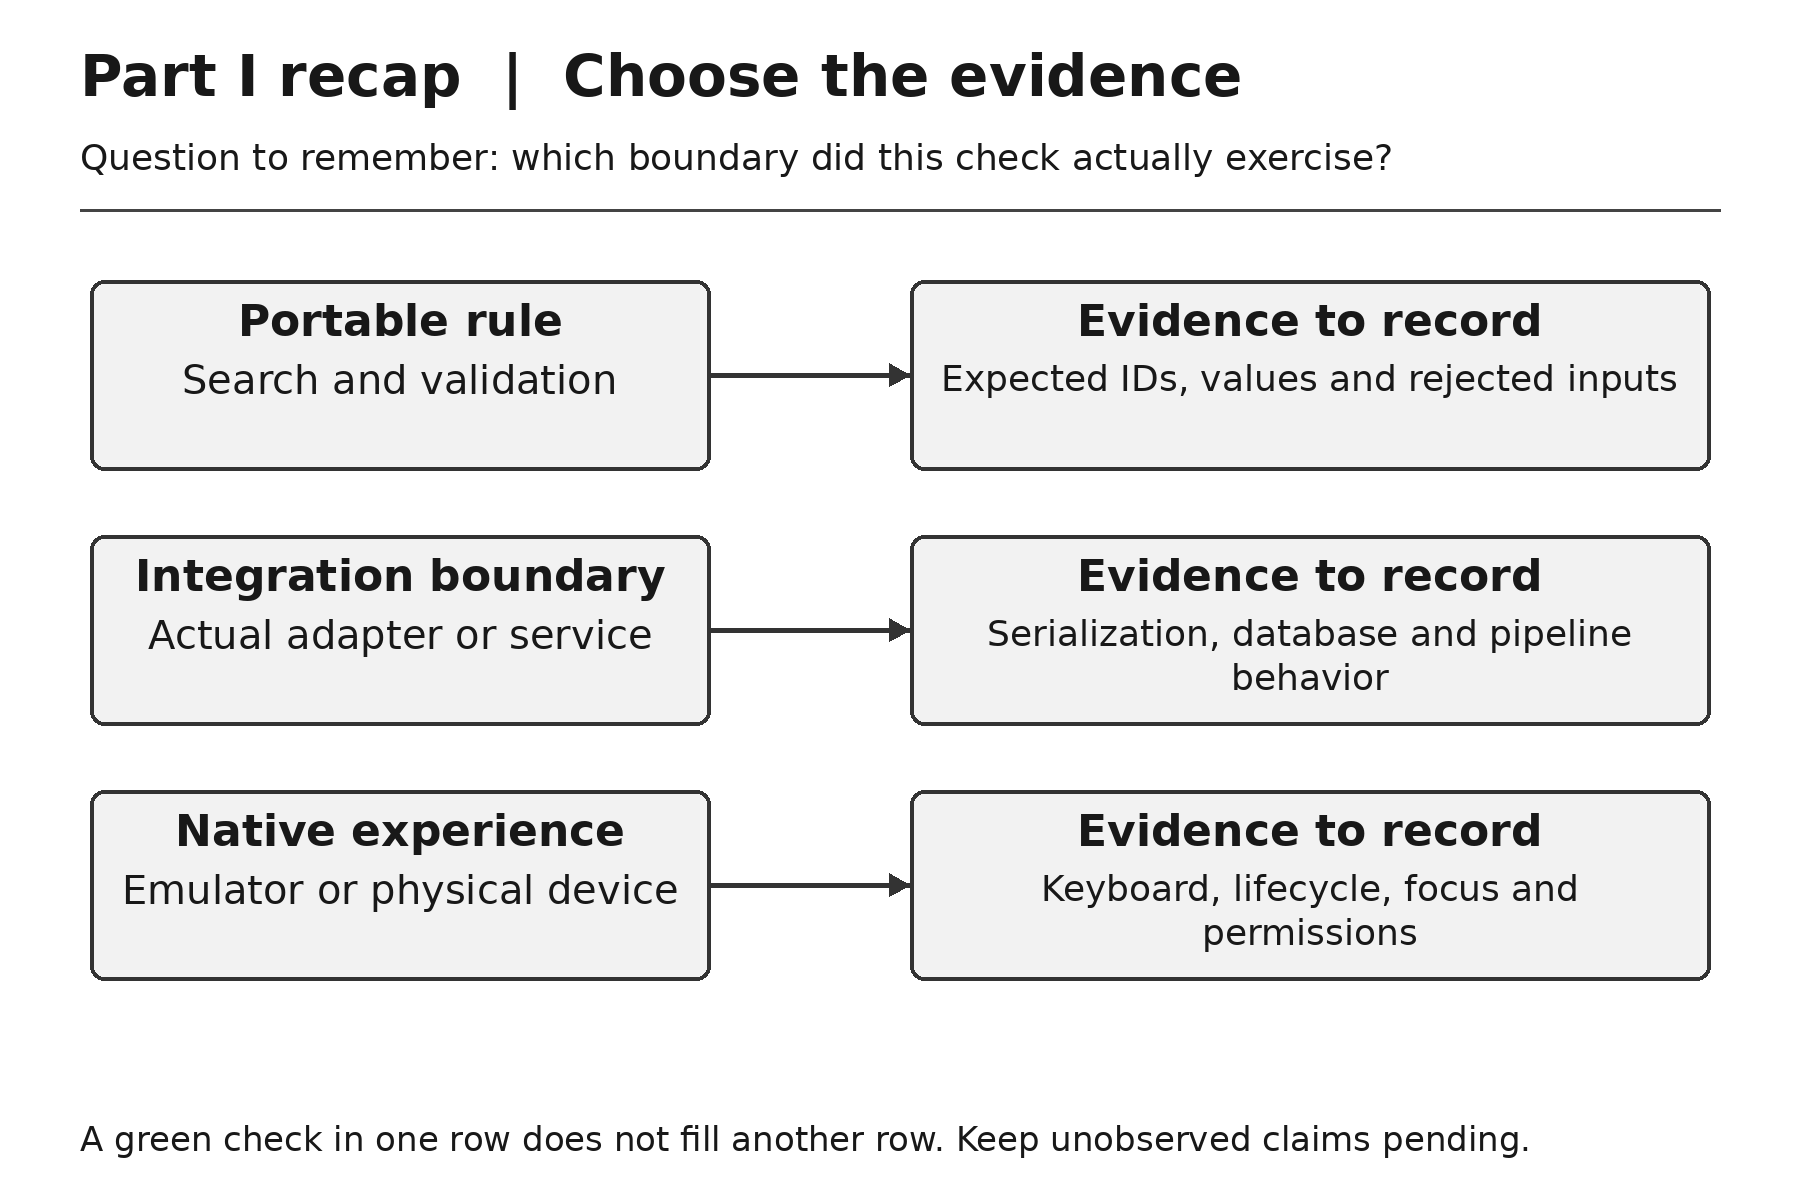 Part I recap | Choose the evidence
Question to remember: which boundary did this check actually exercise?
Portable rule
Search and validation
Evidence to record
Expected IDs, values and rejected inputs
Integration boundary
Actual adapter or service
Evidence to record
Serialization, database and pipeline
behavior
Native experience
Emulator or physical device
Evidence to record
Keyboard, lifecycle, focus and
permissions
A green check in one row does not fill another row. Keep unobserved claims pending.